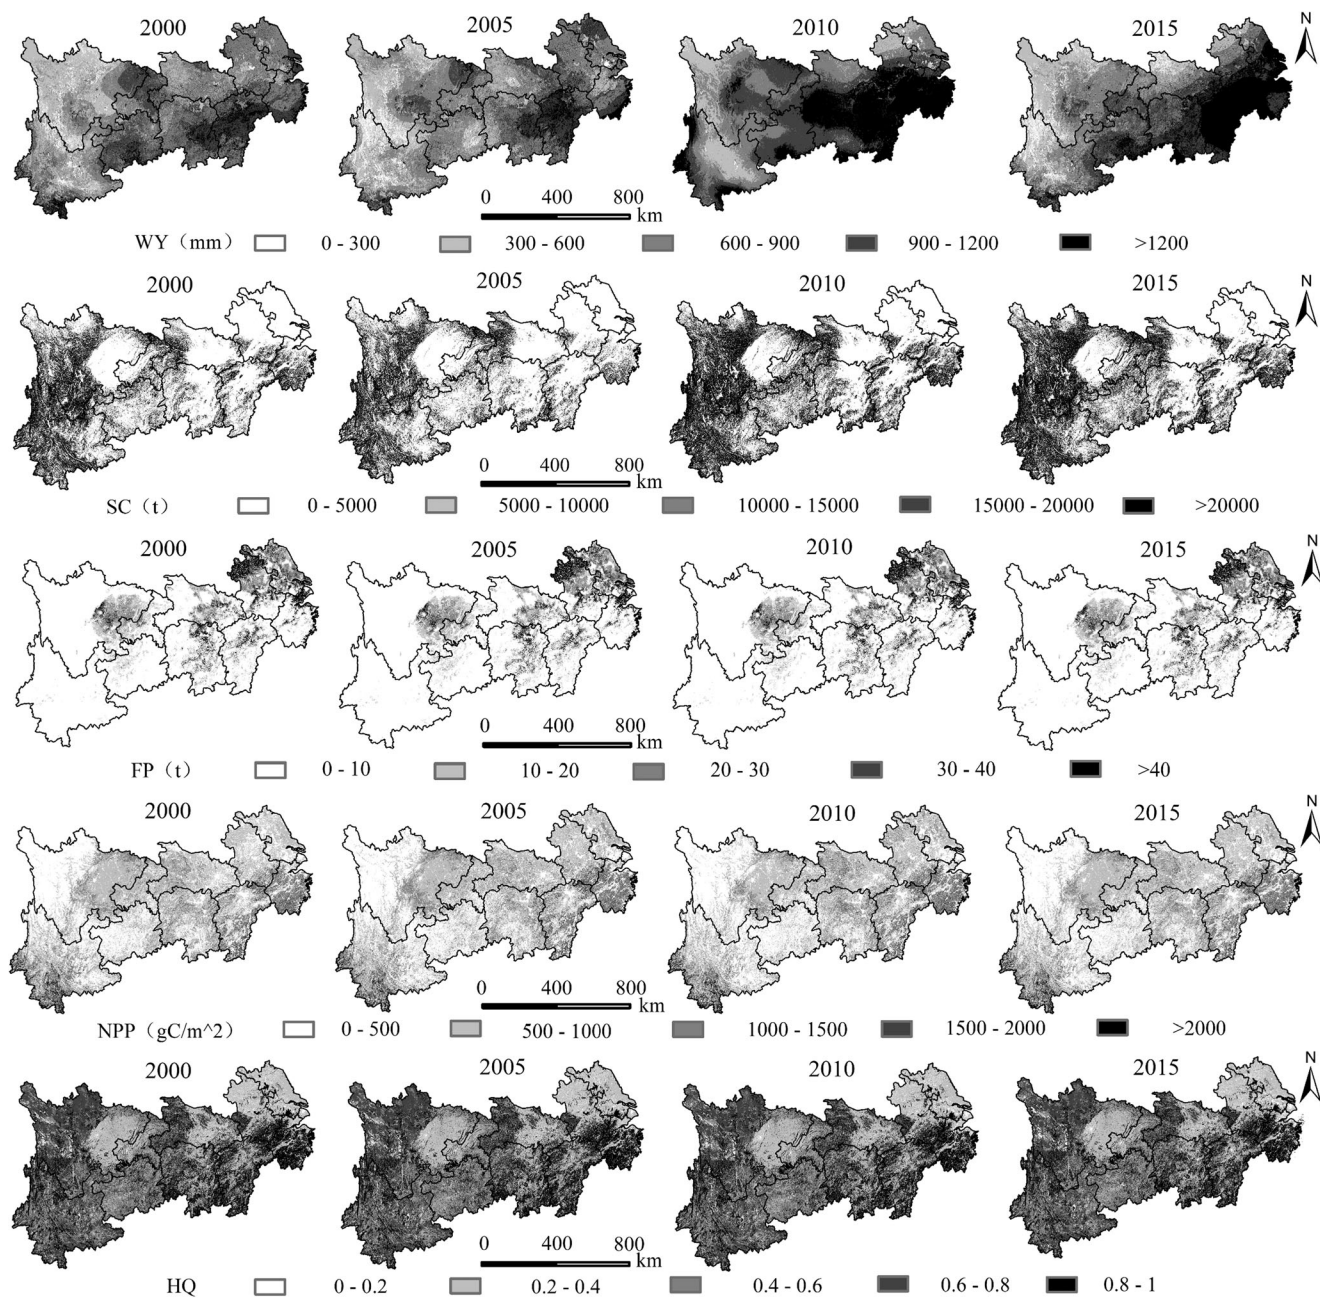 2000 2005 2010 2015 N
0 400 800
km
WY（mm） 0 - 300 300 - 600 600 - 900 900 - 1200 >1200
2000 2005 2010 2015 N
0 400 800
km
SC（t） 0 - 5000 5000 - 10000 10000 - 15000 15000 - 20000 >20000
2000 2005 2010 2015 N
0 400 800
km
FP（t） 0 - 10 10 - 20 20 - 30 30 - 40 >40
2000 2005 2010 2015 N
0 400 800
km
NPP（gC/m^2） 0 - 500 500 - 1000 1000 - 1500 1500 - 2000 >2000
2000 2005 2010 2015 N
0 400 800
km
HQ 0 - 0.2 0.2 - 0.4 0.4 - 0.6 0.6 - 0.8 0.8 - 1